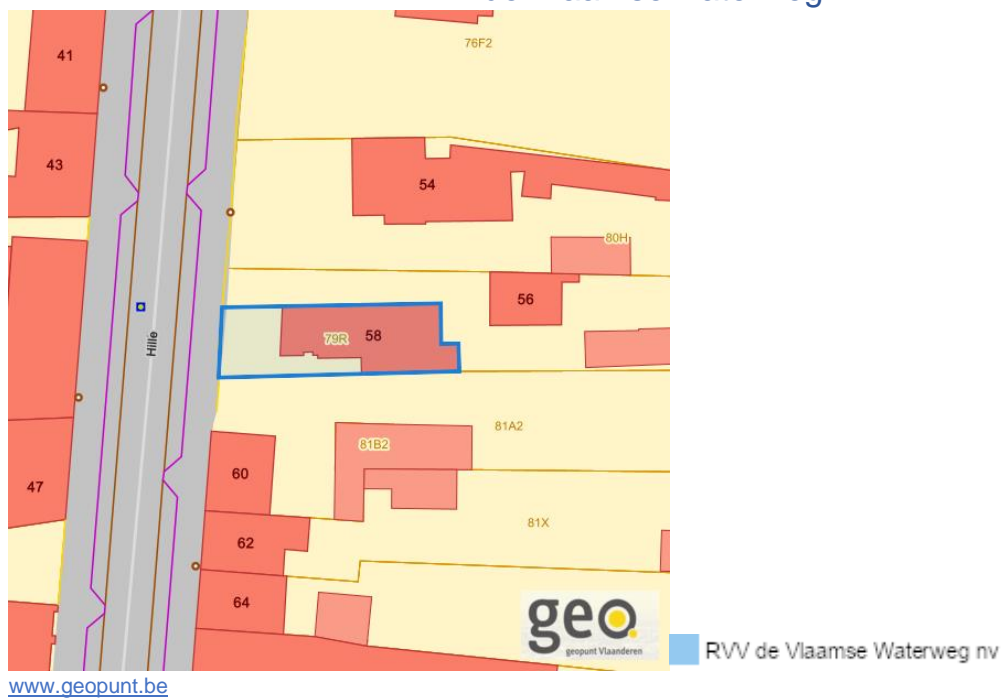 76F2
41
43
54
80H
56
Hille
79R
58
81A2
81B2
60
47
81X
62
64
geo
geopunt Vlaanderen
RVV de Vlaamse Waterweg nv
www.geopunt.be